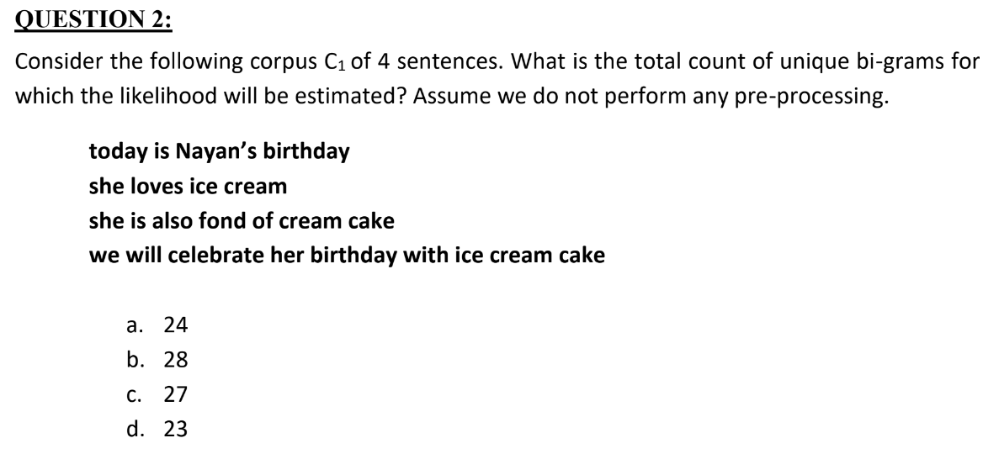 QUESTION 2:
Consider the following corpus C₁ of 4 sentences. What is the total count of unique bi-grams for
which the likelihood will be estimated? Assume we do not perform any pre-processing.
today is Nayan’s birthday
she loves ice cream
she is also fond of cream cake
we will celebrate her birthday with ice cream cake
a. 24
b. 28
c. 27
d. 23